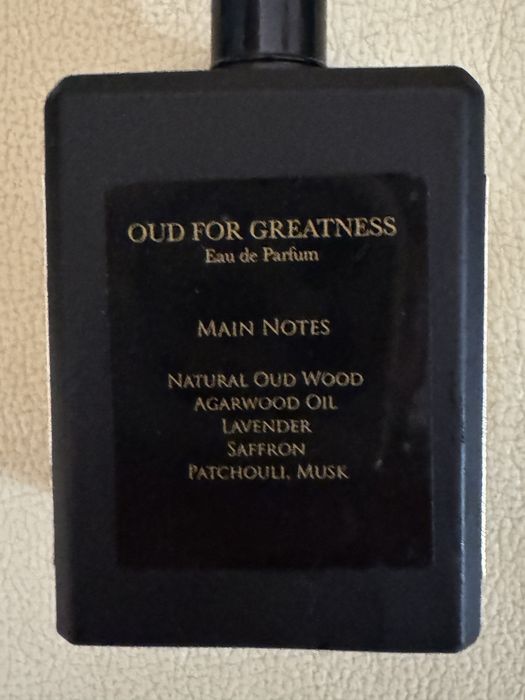 OUD FOR GREATNESS
Eau de Parfum
MAIN NOTES
NATURAL OUD WOOD
AGARWOOD OIL
LAVENDER
SAFFRON
PATCHOULI, MUSK